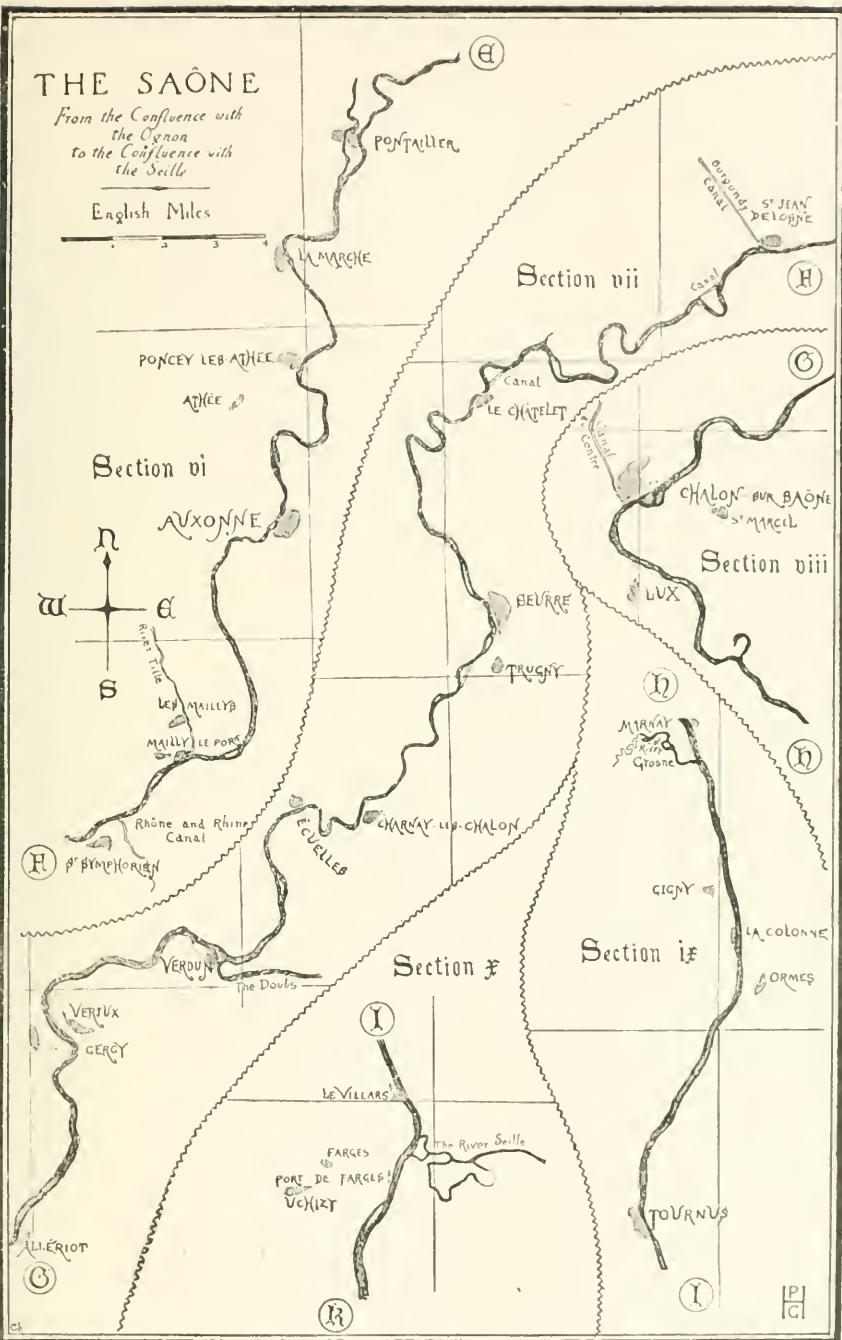 THE SAÔNE
From the Confluence with
the Ognon
to the Confluence with
the Seille
English Miles
1 2 3 4
E
PONTAILLER
LA MARCHE
PONCEY LES ATHÉE
ATHÉE
Section vi
AUXONNE
N
W E
S
River Tille
LES MAILLYS
MAILLY LE PORT
Rhône and Rhine
Canal
ST SYMPHORIEN
F
Section vii
Burgundy
Canal
ST JEAN
DE LOSNE
F
Canal
Canal
LE CHÂTELET
SEURRE
TRUGNY
CHARNAY-LES-CHALON
ÉCUELLES
VERDUN
The Doubs
VERJUX
GERGY
ALLÉRIOT
G
G
Canal
Centre
CHALON SUR SAÔNE
ST MARCEL
Section viii
LUX
H
H
MARNAY
River
Grosne
GIGNY
LA COLONNE
Section ix
ORMES
TOURNUS
I
Section x
I
LE VILLARS
The River Seille
FARGES
PORT DE FARGES
UCHIZY
K
P
G